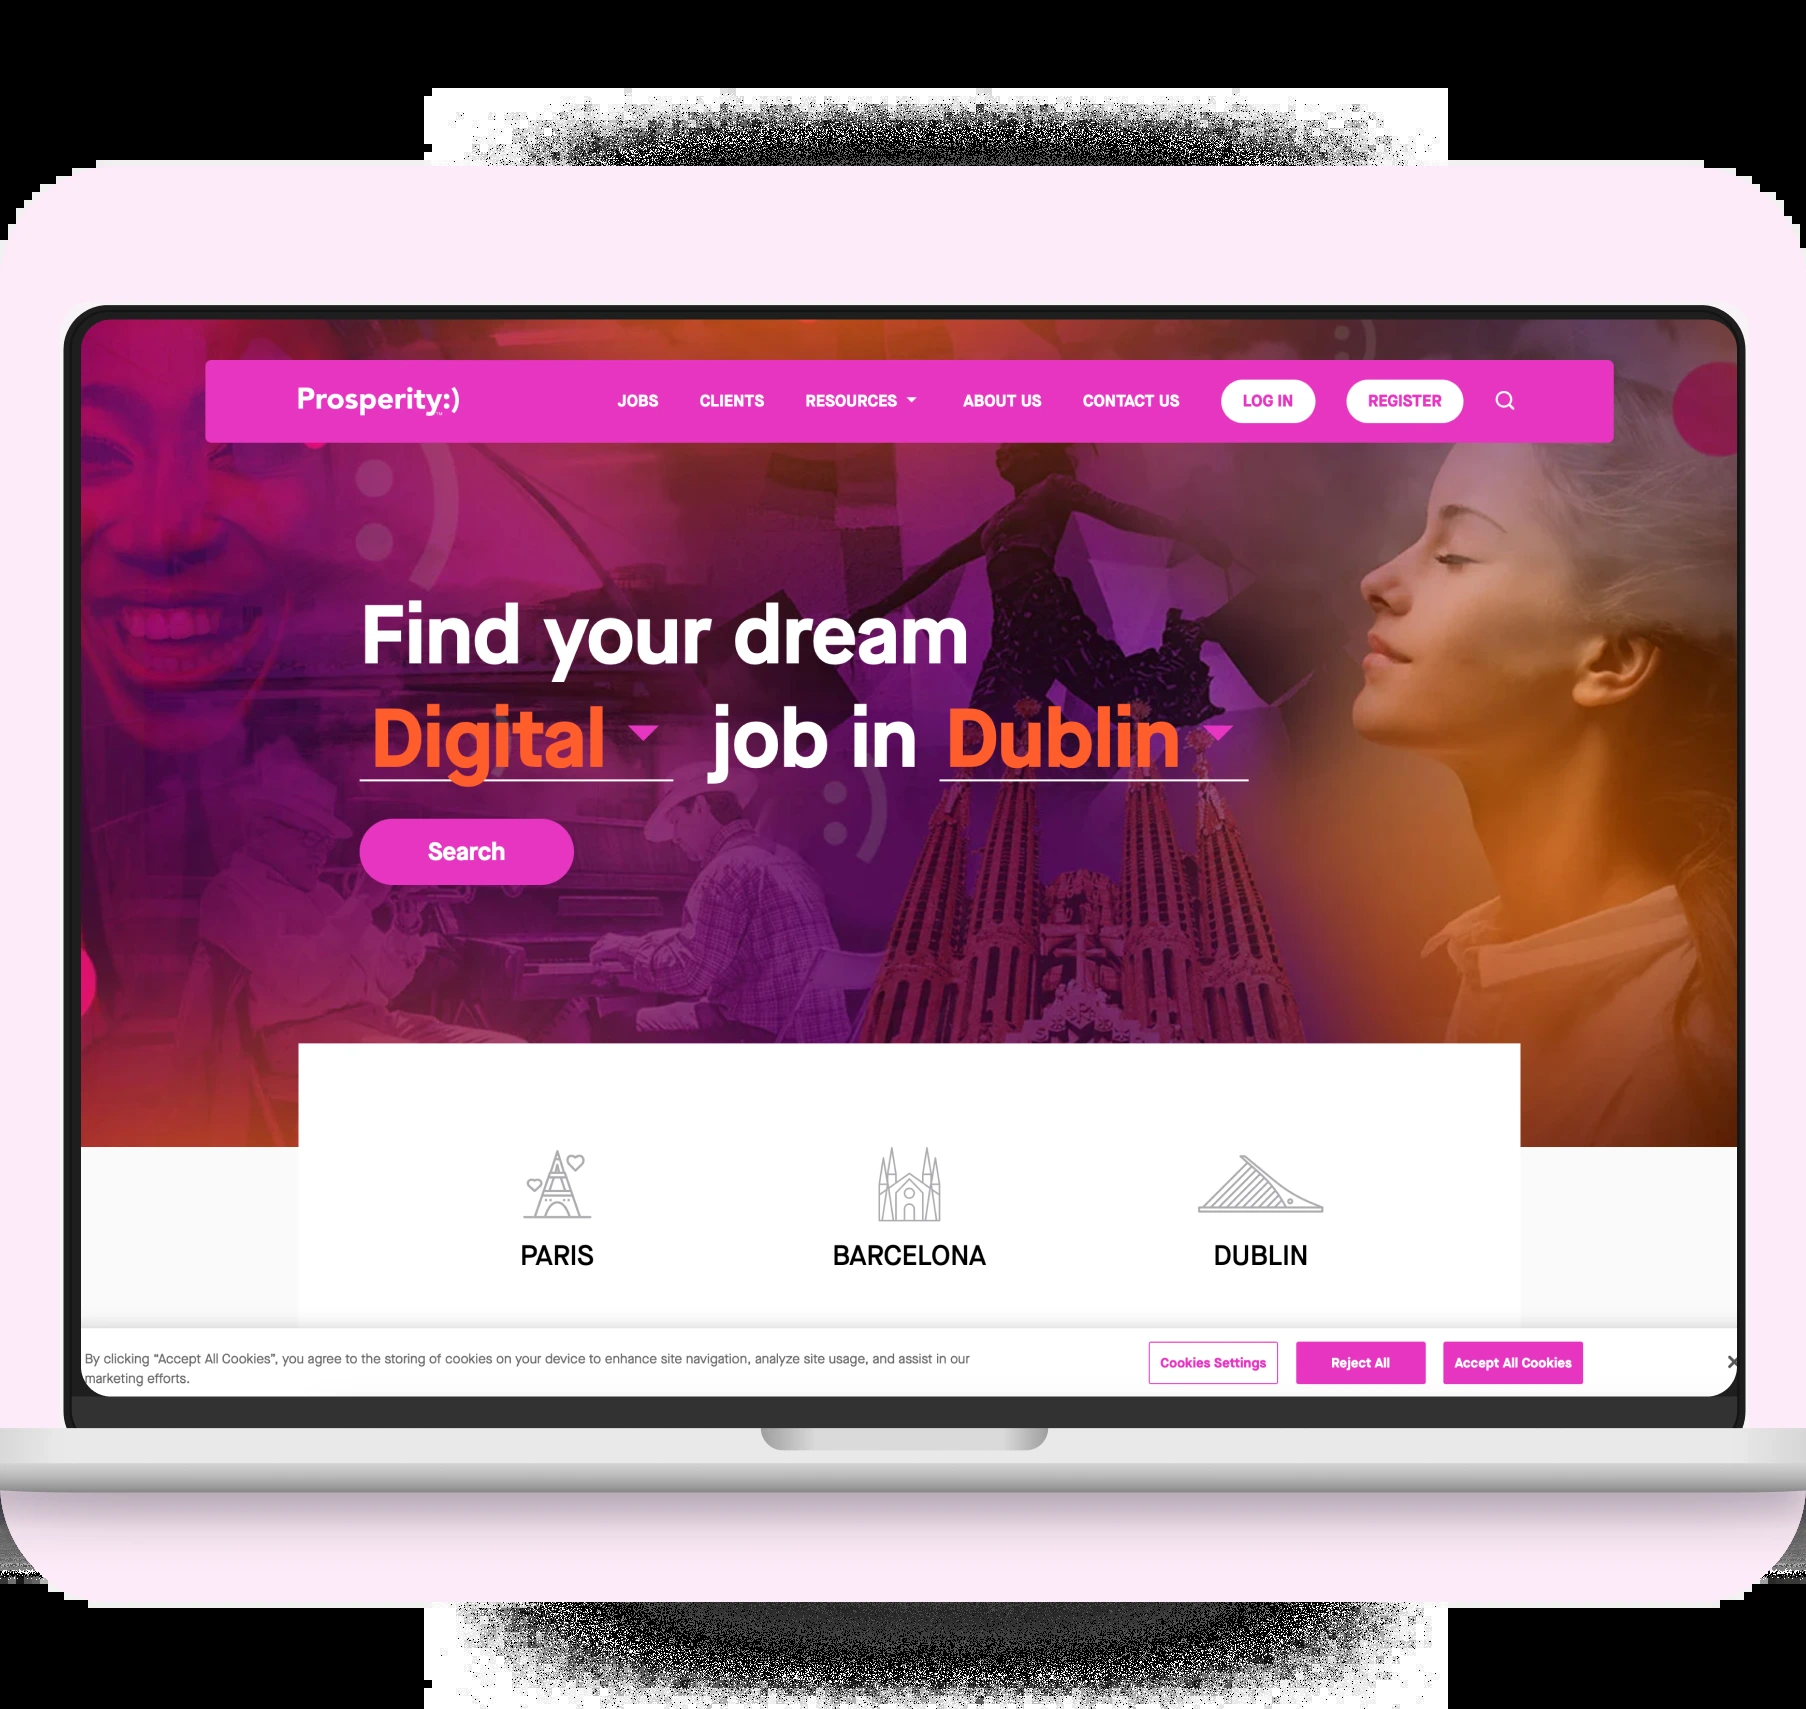 Prosperity:)™
JOBS CLIENTS RESOURCES ABOUT US CONTACT US LOG IN REGISTER
Find your dream
Digital job in Dublin
Search
PARIS BARCELONA DUBLIN
By clicking “Accept All Cookies”, you agree to the storing of cookies on your device to enhance site navigation, analyze site usage, and assist in our
marketing efforts.
Cookies Settings Reject All Accept All Cookies